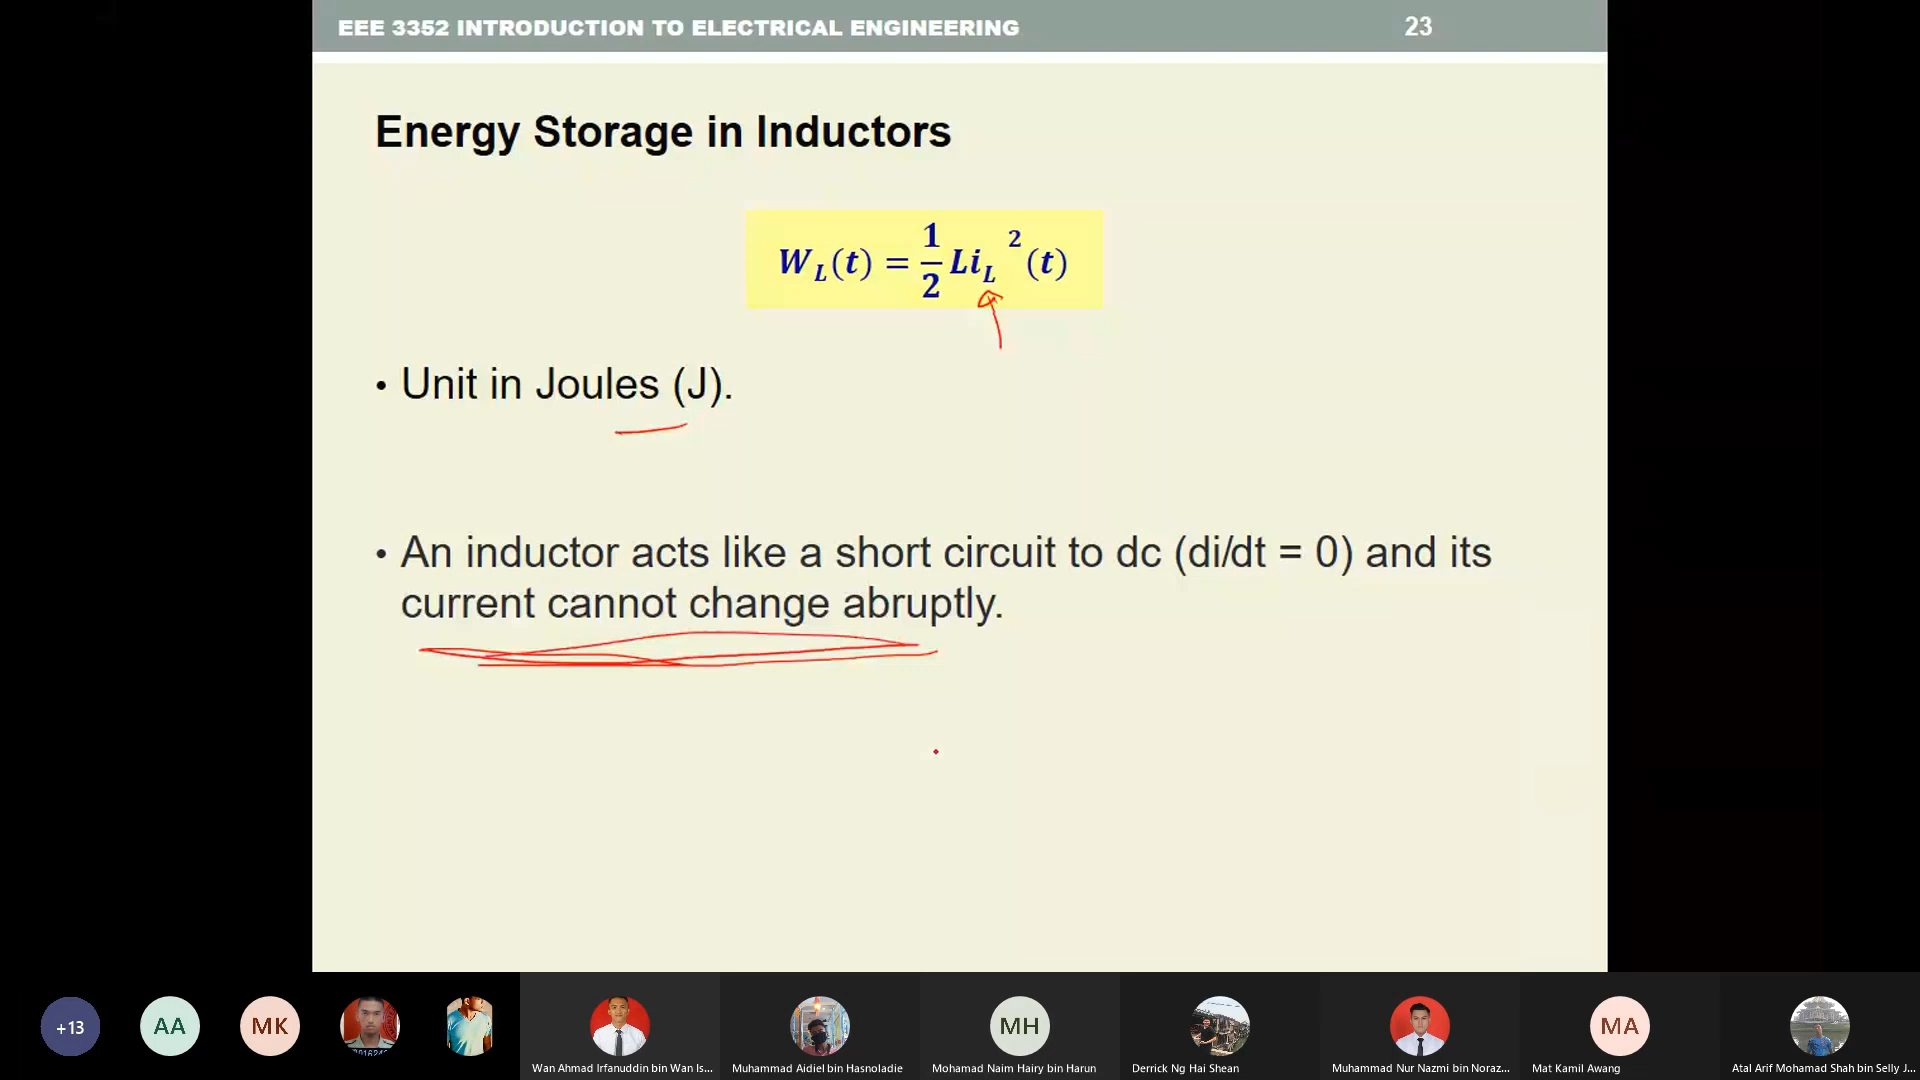 EEE 3352 INTRODUCTION TO ELECTRICAL ENGINEERING 23
Energy Storage in Inductors
W_L(t) = 1/2 Li_L ²(t)
• Unit in Joules (J).
• An inductor acts like a short circuit to dc (di/dt = 0) and its
current cannot change abruptly.
+13 AA MK MH MA
Wan Ahmad Irfanuddin bin Wan Is... Muhammad Aidiel bin Hasnoladie Mohamad Naim Hairy bin Harun Derrick Ng Hai Shean Muhammad Nur Nazmi bin Noraz... Mat Kamil Awang Atal Arif Mohamad Shah bin Selly J...